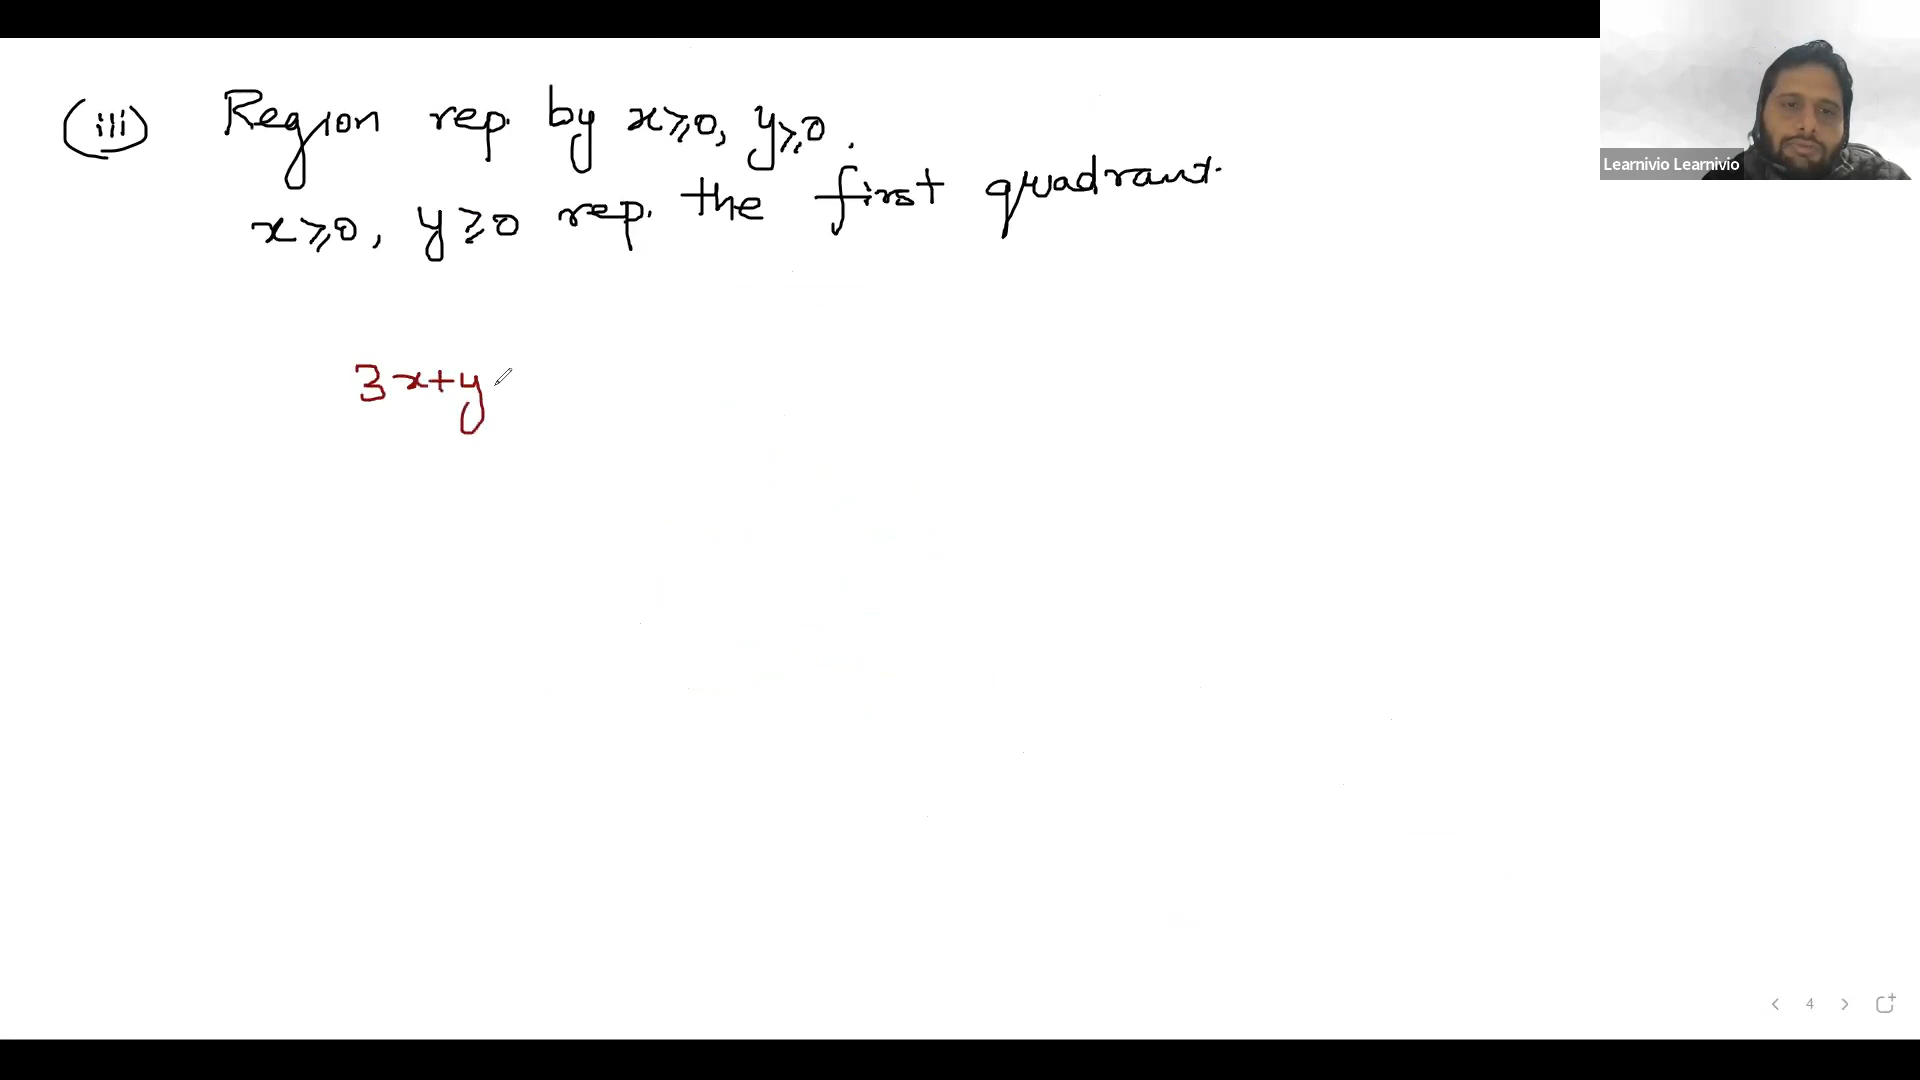 (iii) Region rep. by x⩾0, y⩾0.
x⩾0, y⩾0 rep. the first quadrant.
3x+y
Learnivio Learnivio
4